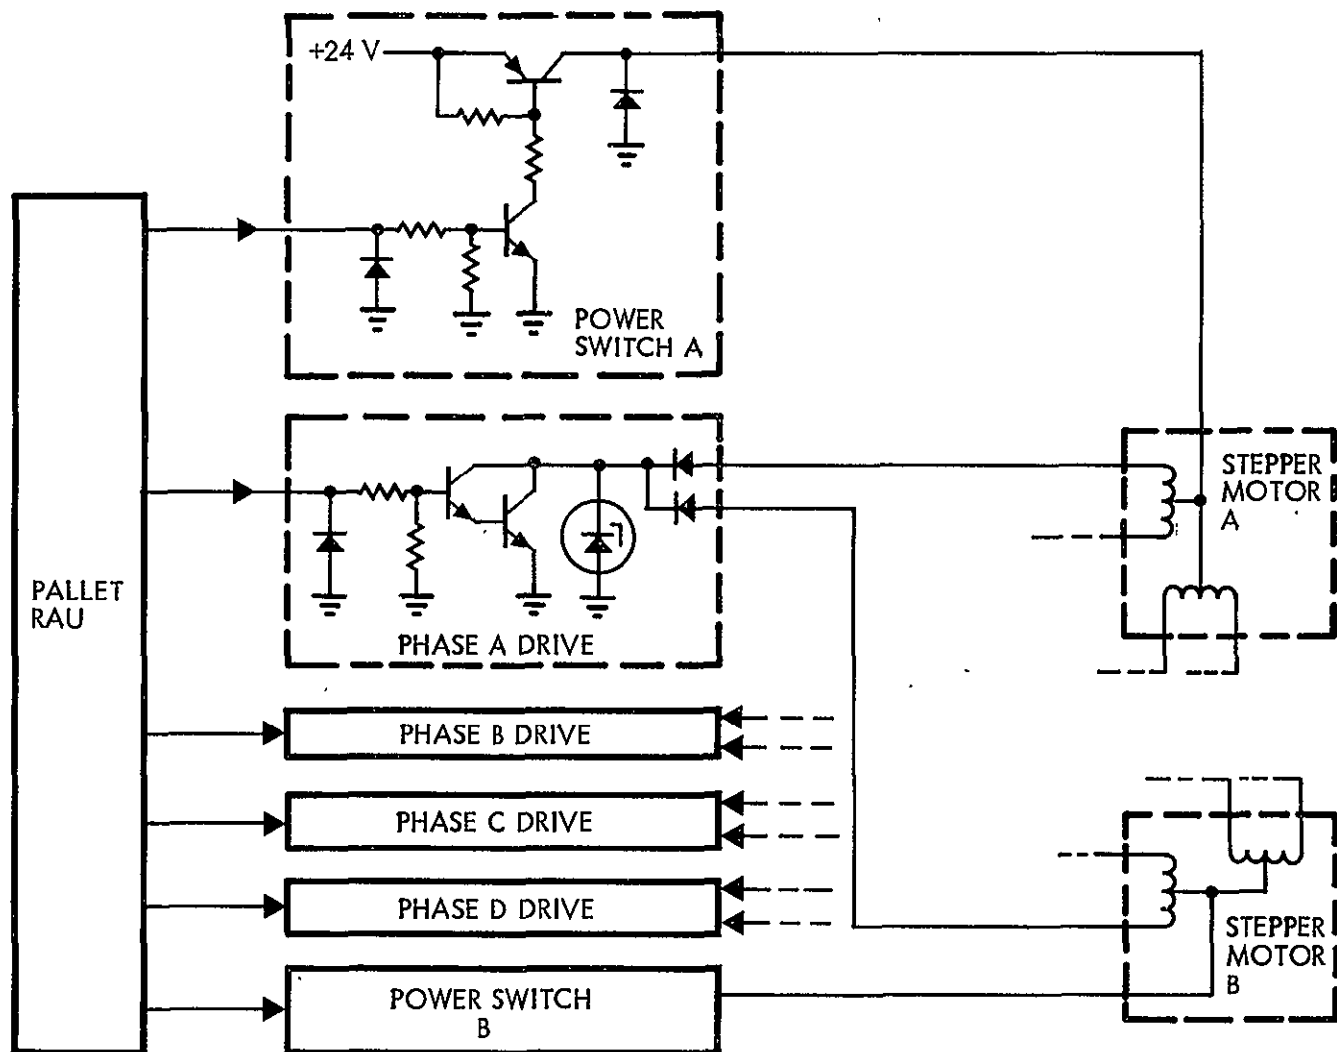 +24 V
POWER
SWITCH A
PALLET
RAU
PHASE A DRIVE
STEPPER
MOTOR
A
PHASE B DRIVE
PHASE C DRIVE
PHASE D DRIVE
POWER SWITCH
B
STEPPER
MOTOR
B